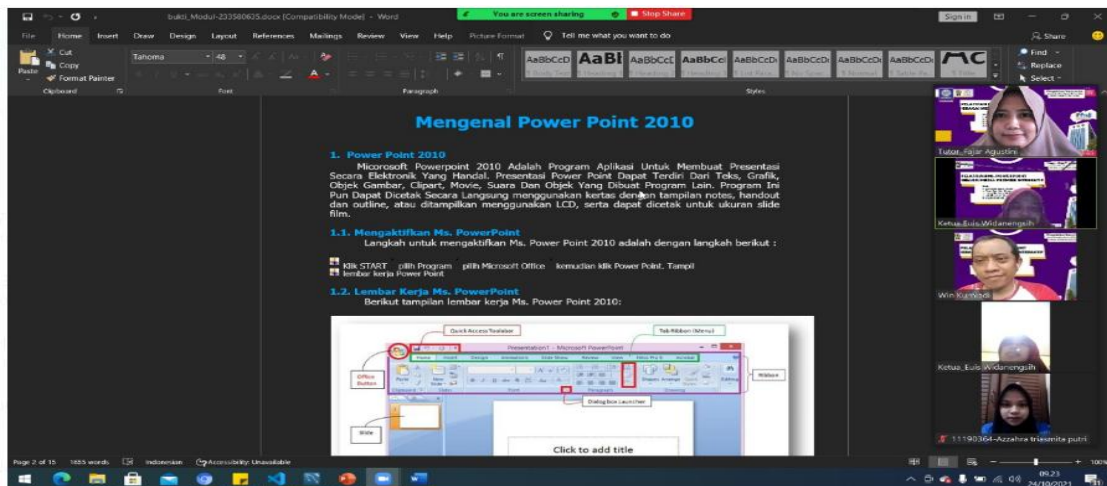 bukti_Modul-233580635.docx [Compatibility Mode] - Word
You are screen sharing
Stop Share
Sign in
File Home Insert Draw Design Layout References Mailings Review View Help Picture Format Tell me what you want to do
Share
Cut
Copy
Format Painter
Paste
Tahoma
48
Find
Replace
Select
Clipboard
Font
Paragraph
Styles
Mengenal Power Point 2010
1. Power Point 2010
Micorosoft Powerpoint 2010 Adalah Program Aplikasi Untuk Membuat Presentasi
Secara Elektronik Yang Handal. Presentasi Power Point Dapat Terdiri Dari Teks, Grafik,
Objek Gambar, Clipart, Movie, Suara Dan Objek Yang Dibuat Program Lain. Program Ini
Pun Dapat Dicetak Secara Langsung menggunakan kertas dengan tampilan notes, handout
dan outline, atau ditampilkan menggunakan LCD, serta dapat dicetak untuk ukuran slide
film.
1.1. Mengaktifkan Ms. PowerPoint
Langkah untuk mengaktifkan Ms. Power Point 2010 adalah dengan langkah berikut :
Klik START pilih Program pilih Microsoft Office kemudian klik Power Point. Tampil
lembar kerja Power Point
1.2. Lembar Kerja Ms. PowerPoint
Berikut tampilan lembar kerja Ms. Power Point 2010:
Quick Access Toolbar
Tab Ribbon (Menu)
Presentation1 - Microsoft PowerPoint
Office
Button
Ribbon
Dialog box Launcher
Slide
Click to add title
Tutor_Fajar Agustini
Ketua_Euis Widanengsih
Win Kurniadi
Ketua_Euis Widanengsih
11190364-Azzahra triasmita putri
Page 2 of 15 1685 words Indonesian Accessibility: Unavailable
100%
09.23
24/10/2021